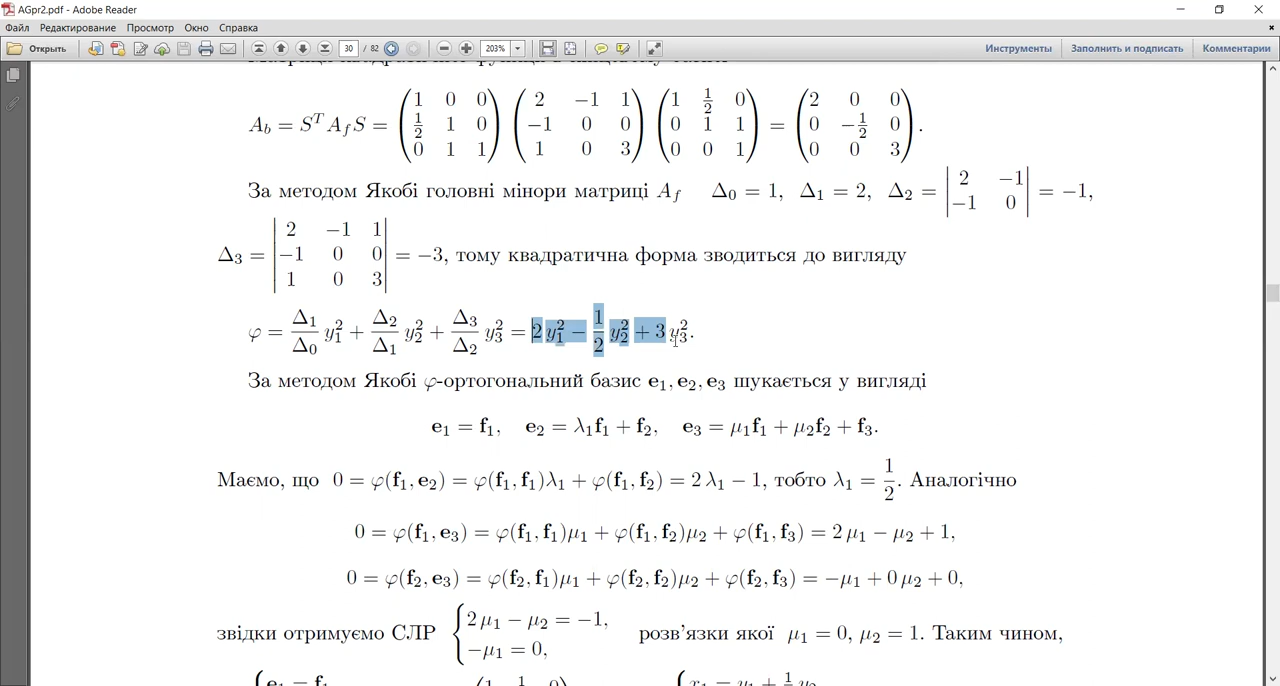 AGpr2.pdf - Adobe Reader
Файл Редактирование Просмотр Окно Справка
Открыть 30 / 82 203% Инструменты Заполнить и подписать Комментарии
A_b = S^T A_f S = (1 0 0; 1/2 1 0; 0 1 1) (2 −1 1; −1 0 0; 1 0 3) (1 1/2 0; 0 1 1; 0 0 1) = (2 0 0; 0 −1/2 0; 0 0 3).
За методом Якобі головні мінори матриці A_f Δ_0 = 1, Δ_1 = 2, Δ_2 = |2 −1; −1 0| = −1,
Δ_3 = |2 −1 1; −1 0 0; 1 0 3| = −3, тому квадратична форма зводиться до вигляду
φ = Δ_1/Δ_0 y_1^2 + Δ_2/Δ_1 y_2^2 + Δ_3/Δ_2 y_3^2 = 2 y_1^2 − 1/2 y_2^2 + 3 y_3^2.
За методом Якобі φ-ортогональний базис e_1, e_2, e_3 шукається у вигляді
e_1 = f_1, e_2 = λ_1 f_1 + f_2, e_3 = μ_1 f_1 + μ_2 f_2 + f_3.
Маємо, що 0 = φ(f_1, e_2) = φ(f_1, f_1)λ_1 + φ(f_1, f_2) = 2 λ_1 − 1, тобто λ_1 = 1/2. Аналогічно
0 = φ(f_1, e_3) = φ(f_1, f_1)μ_1 + φ(f_1, f_2)μ_2 + φ(f_1, f_3) = 2 μ_1 − μ_2 + 1,
0 = φ(f_2, e_3) = φ(f_2, f_1)μ_1 + φ(f_2, f_2)μ_2 + φ(f_2, f_3) = −μ_1 + 0 μ_2 + 0,
звідки отримуємо СЛР {2 μ_1 − μ_2 = −1, −μ_1 = 0, розв'язки якої μ_1 = 0, μ_2 = 1. Таким чином,